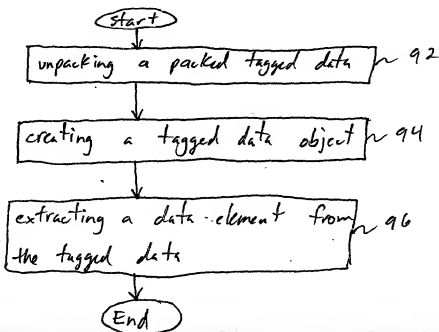 start
unpacking a packed tagged data 92
creating a tagged data object 94
extracting a data element from
the tagged data 96
End